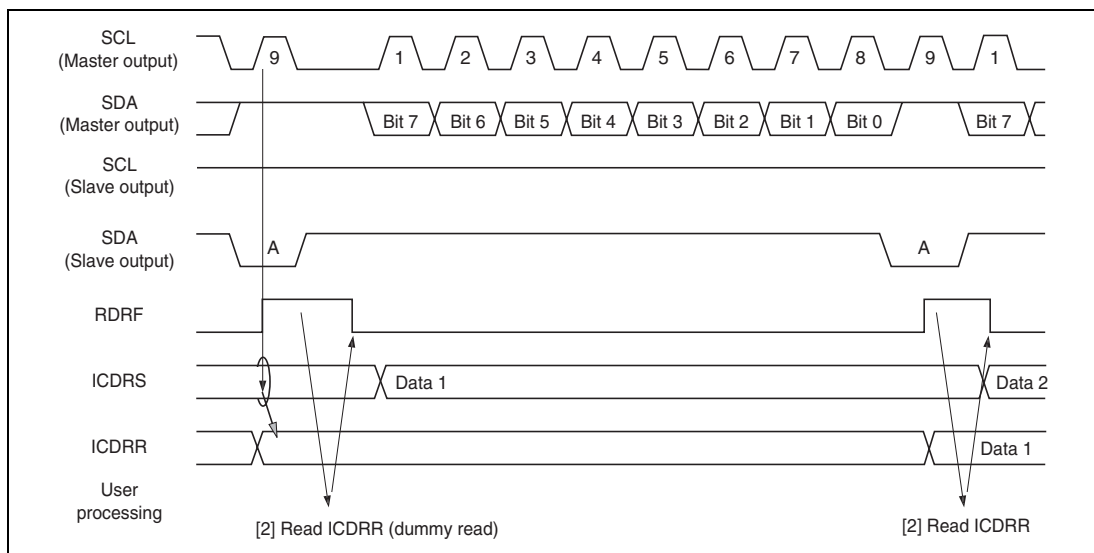 SCL
(Master output)
9 1 2 3 4 5 6 7 8 9 1
SDA
(Master output)
Bit 7 Bit 6 Bit 5 Bit 4 Bit 3 Bit 2 Bit 1 Bit 0 Bit 7
SCL
(Slave output)
SDA
(Slave output)
A A
RDRF
ICDRS
Data 1 Data 2
ICDRR
Data 1
User
processing
[2] Read ICDRR (dummy read) [2] Read ICDRR